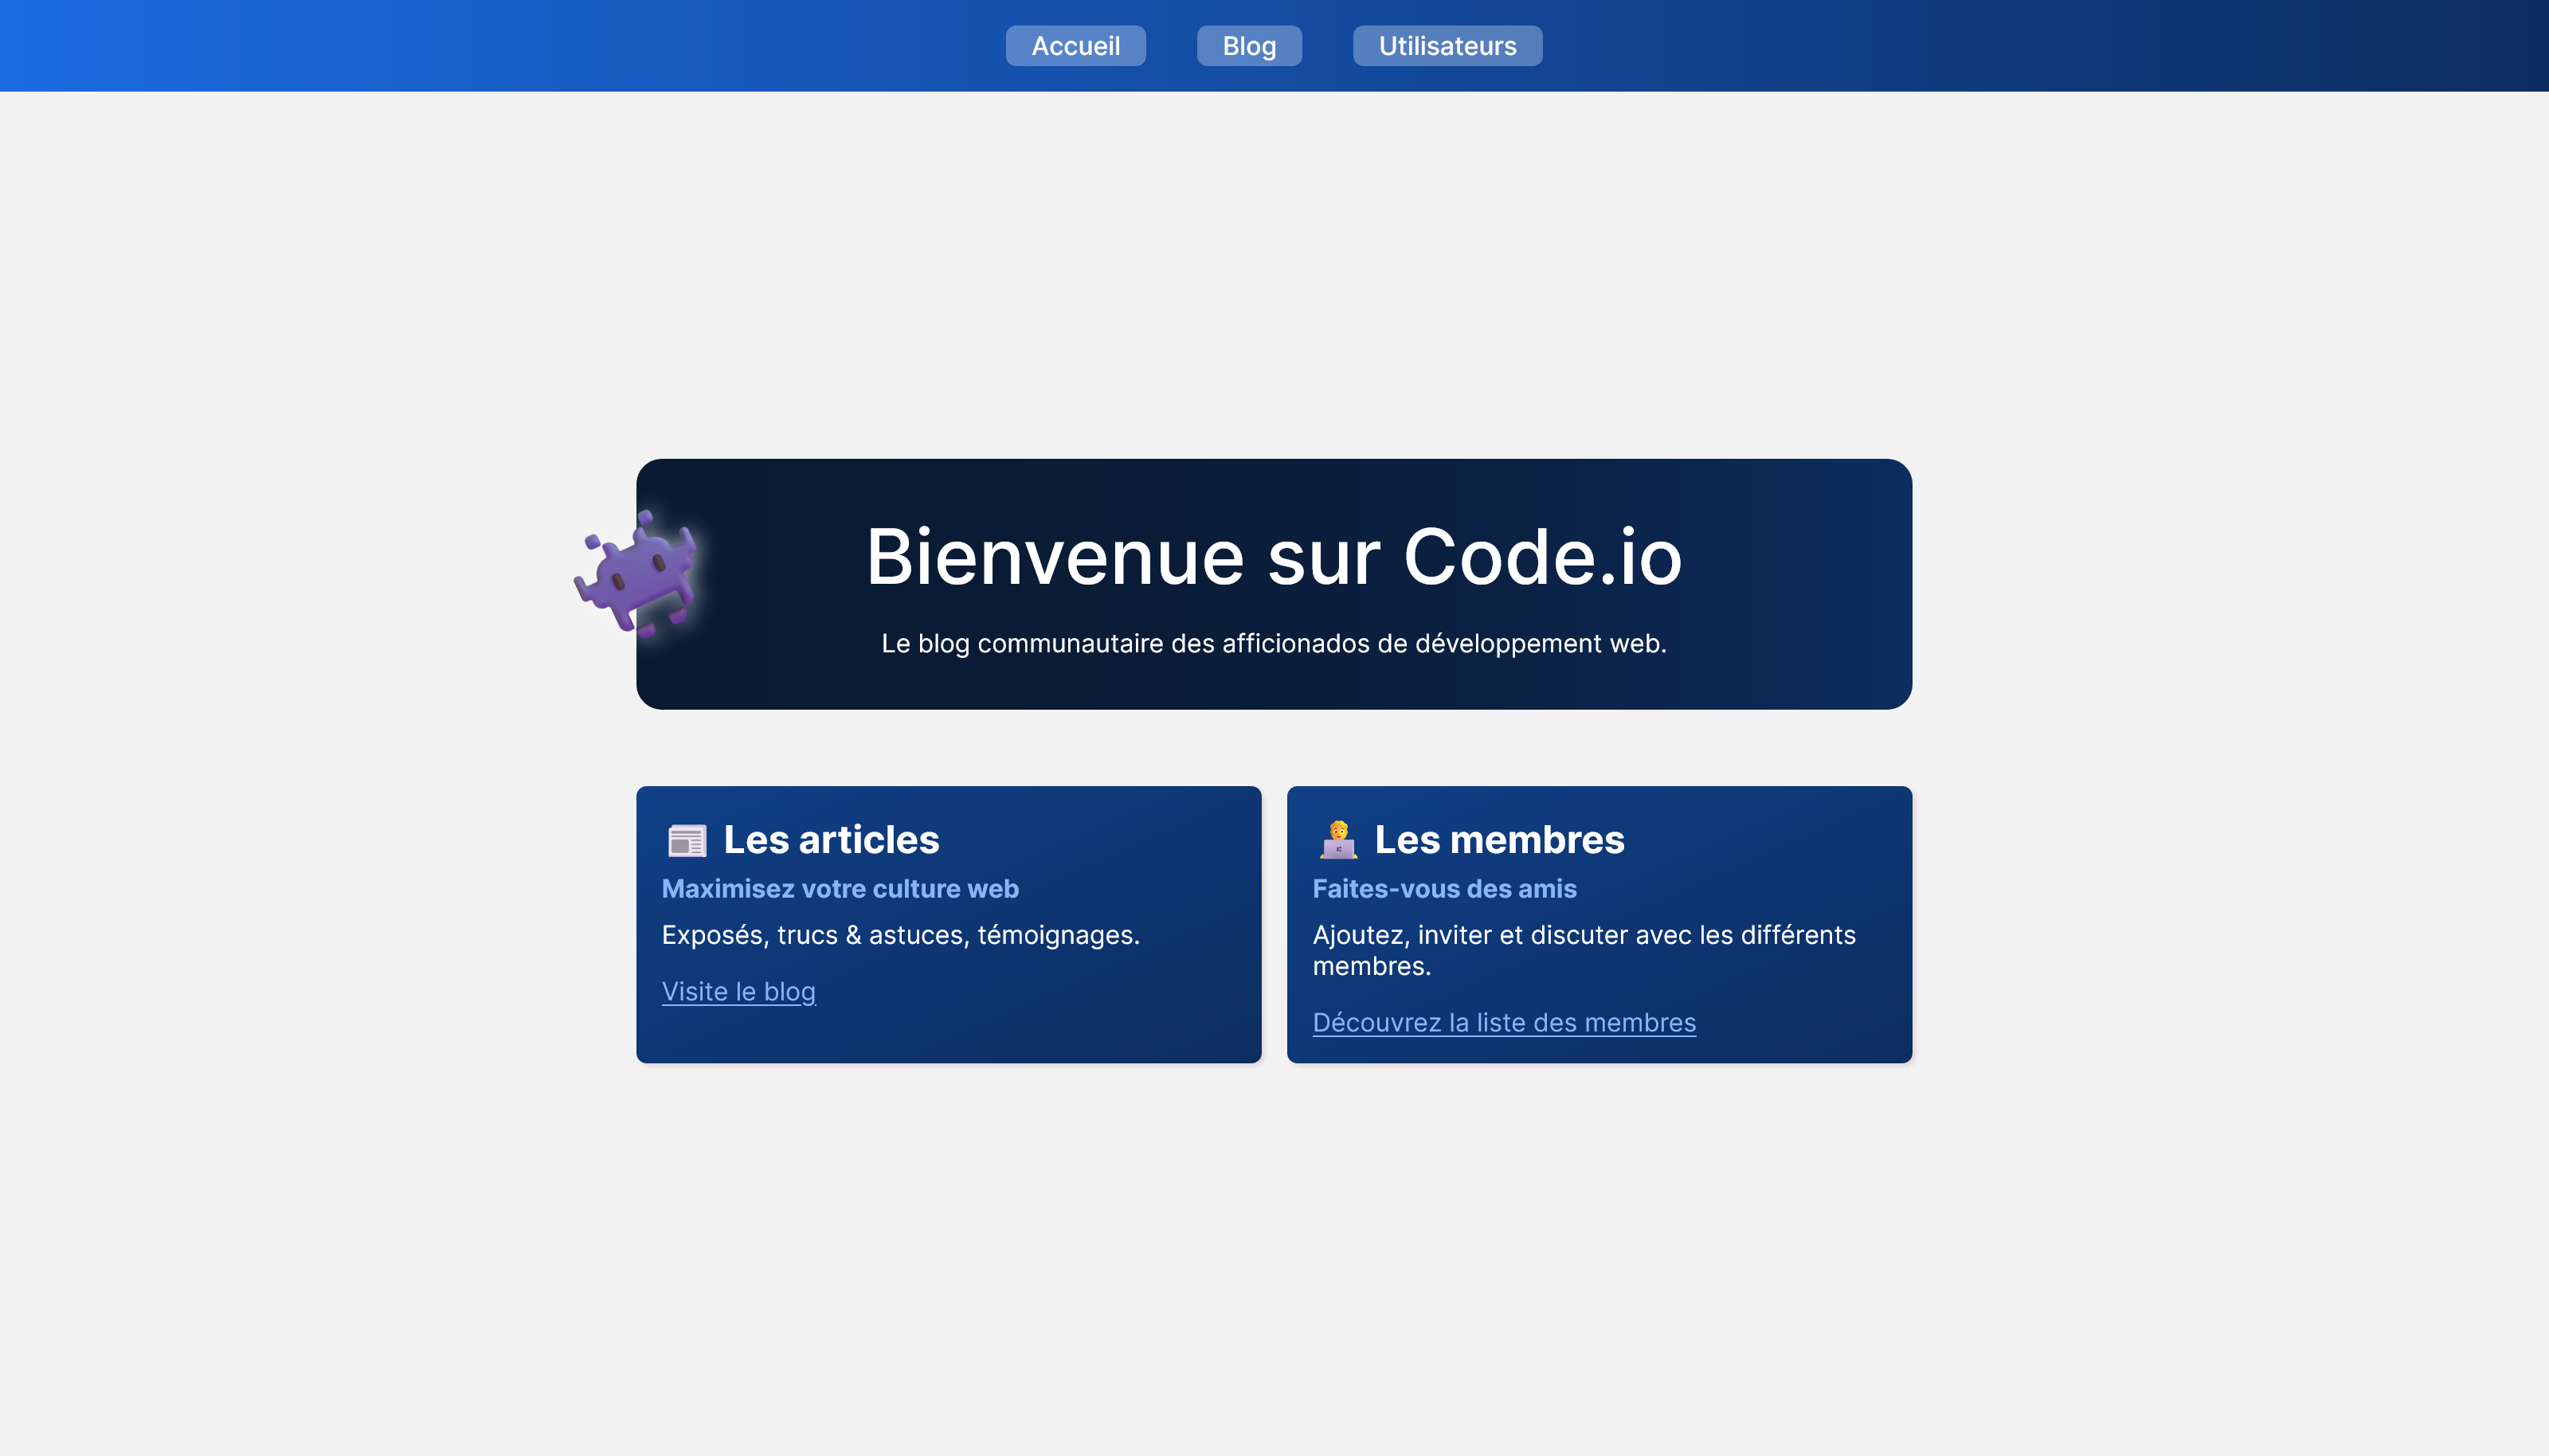 Accueil
Blog
Utilisateurs
Bienvenue sur Code.io
Le blog communautaire des afficionados de développement web.
Les articles
Maximisez votre culture web
Exposés, trucs & astuces, témoignages.
Visite le blog
Les membres
Faites-vous des amis
Ajoutez, inviter et discuter avec les différents
membres.
Découvrez la liste des membres